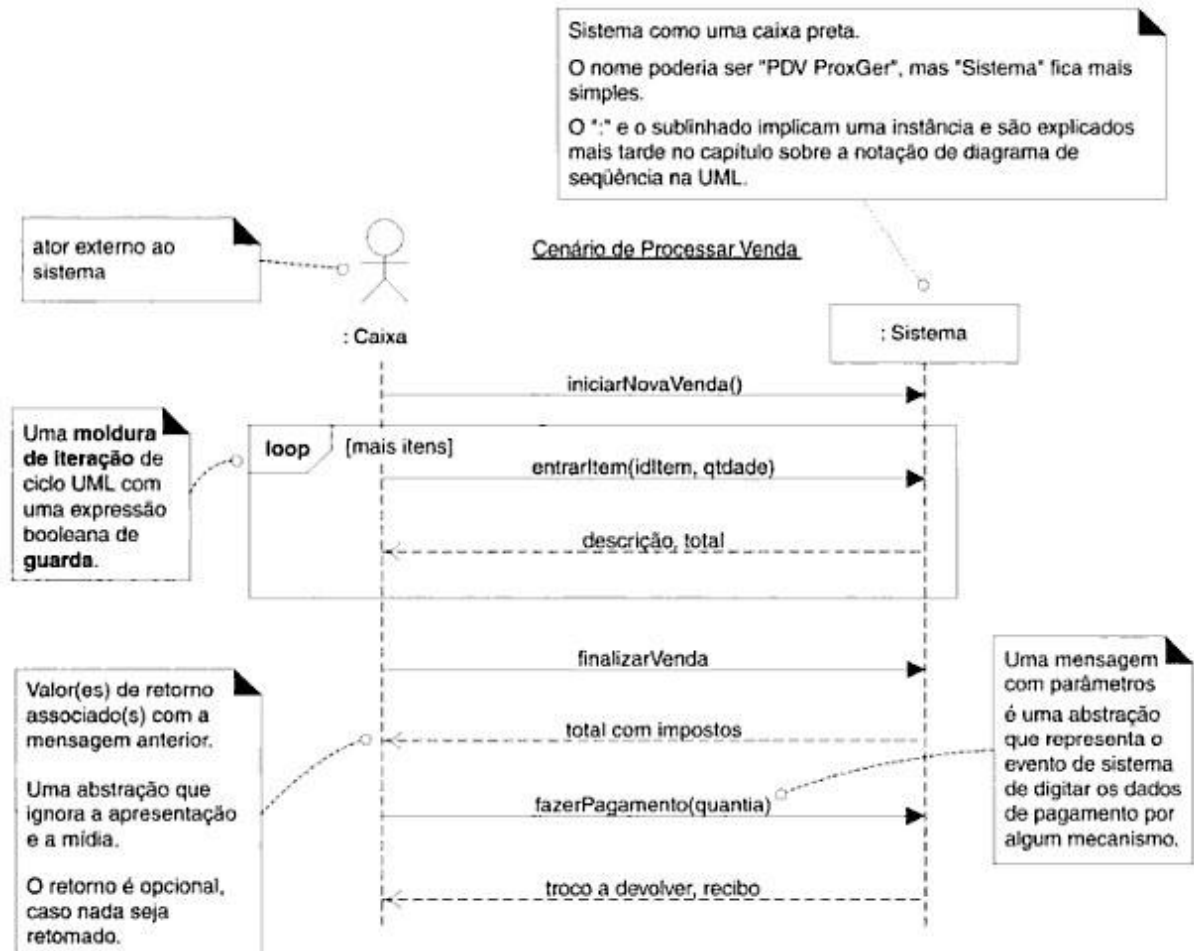 Sistema como uma caixa preta.
O nome poderia ser "PDV ProxGer", mas "Sistema" fica mais
simples.
O ":" e o sublinhado implicam uma instância e são explicados
mais tarde no capítulo sobre a notação de diagrama de
seqüência na UML.
ator externo ao
sistema
Cenário de Processar Venda
: Caixa
: Sistema
iniciarNovaVenda()
Uma moldura
de iteração de
ciclo UML com
uma expressão
booleana de
guarda.
loop
[mais itens]
entrarItem(idItem, qtdade)
descrição, total
finalizarVenda
Valor(es) de retorno
associado(s) com a
mensagem anterior.
Uma abstração que
ignora a apresentação
e a mídia.
O retorno é opcional,
caso nada seja
retomado.
total com impostos
fazerPagamento(quantia)
troco a devolver, recibo
Uma mensagem
com parâmetros
é uma abstração
que representa o
evento de sistema
de digitar os dados
de pagamento por
algum mecanismo.